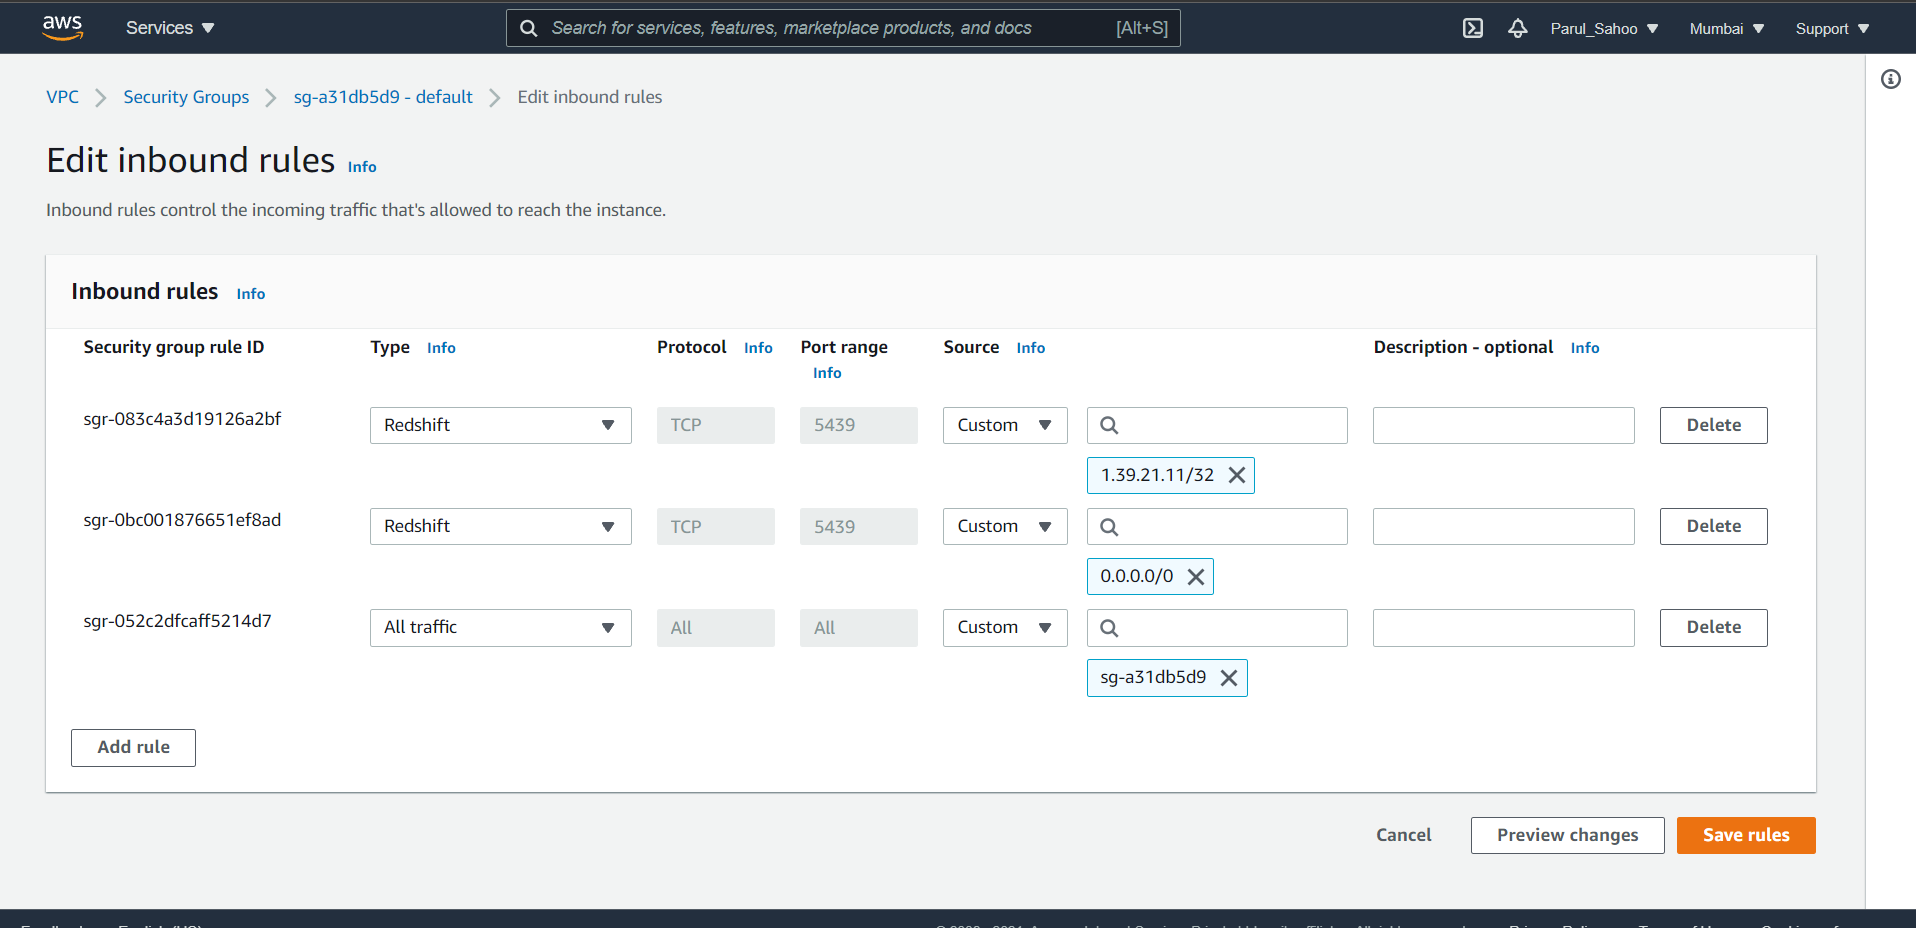 aws Services Search for services, features, marketplace products, and docs [Alt+S] Parul_Sahoo Mumbai Support
VPC Security Groups sg-a31db5d9 - default Edit inbound rules
Edit inbound rules Info
Inbound rules control the incoming traffic that's allowed to reach the instance.
Inbound rules Info
Security group rule ID Type Info Protocol Info Port range Info Source Info Description - optional Info
sgr-083c4a3d19126a2bf Redshift TCP 5439 Custom Delete
1.39.21.11/32
sgr-0bc001876651ef8ad Redshift TCP 5439 Custom Delete
0.0.0.0/0
sgr-052c2dfcaff5214d7 All traffic All All Custom Delete
sg-a31db5d9
Add rule
Cancel Preview changes Save rules